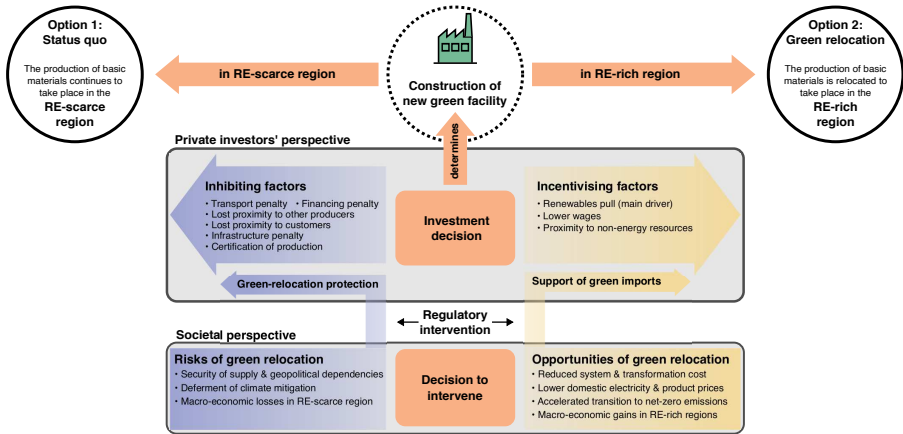 Option 1:
Status quo
The production of basic
materials continues to
take place in the
RE-scarce
region
in RE-scarce region
Construction of
new green facility
in RE-rich region
Option 2:
Green relocation
The production of basic
materials is relocated to
take place in the
RE-rich
region
determines
Private investors' perspective
Inhibiting factors
• Transport penalty • Financing penalty
• Lost proximity to other producers
• Lost proximity to customers
• Infrastructure penalty
• Certification of production
Investment
decision
Incentivising factors
• Renewables pull (main driver)
• Lower wages
• Proximity to non-energy resources
Green-relocation protection
Support of green imports
Regulatory
intervention
Societal perspective
Risks of green relocation
• Security of supply & geopolitical dependencies
• Deferment of climate mitigation
• Macro-economic losses in RE-scarce region
Decision to
intervene
Opportunities of green relocation
• Reduced system & transformation cost
• Lower domestic electricity & product prices
• Accelerated transition to net-zero emissions
• Macro-economic gains in RE-rich regions